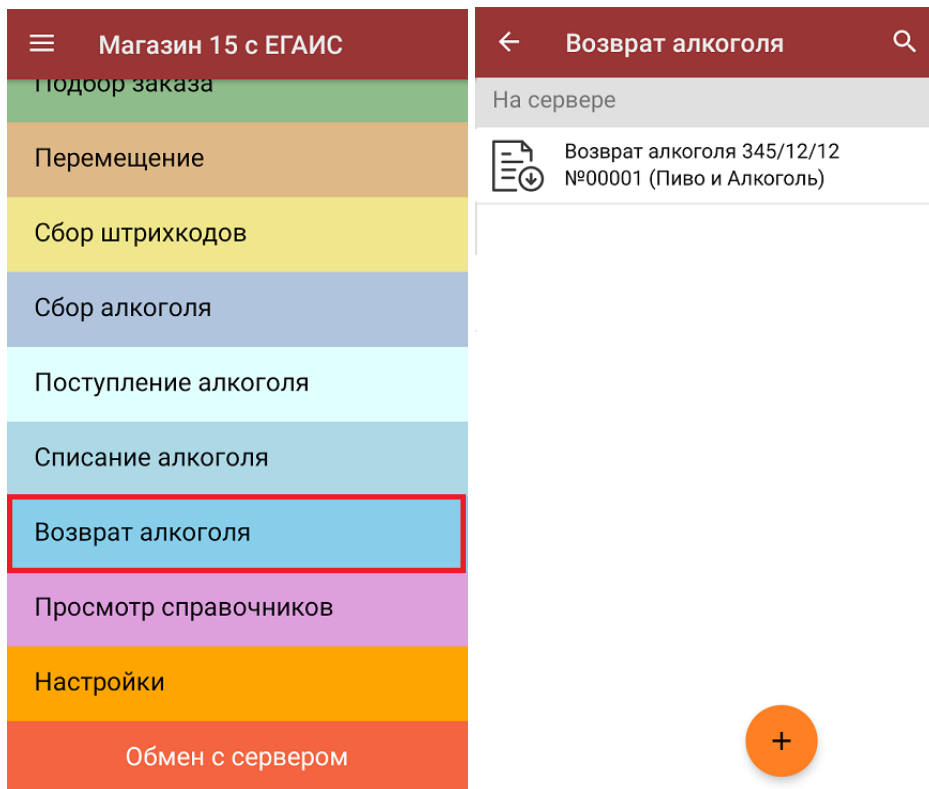 Магазин 15 с ЕГАИС
Подбор заказа
Перемещение
Сбор штрихкодов
Сбор алкоголя
Поступление алкоголя
Списание алкоголя
Возврат алкоголя
Просмотр справочников
Настройки
Обмен с сервером
Возврат алкоголя
На сервере
Возврат алкоголя 345/12/12
№00001 (Пиво и Алкоголь)